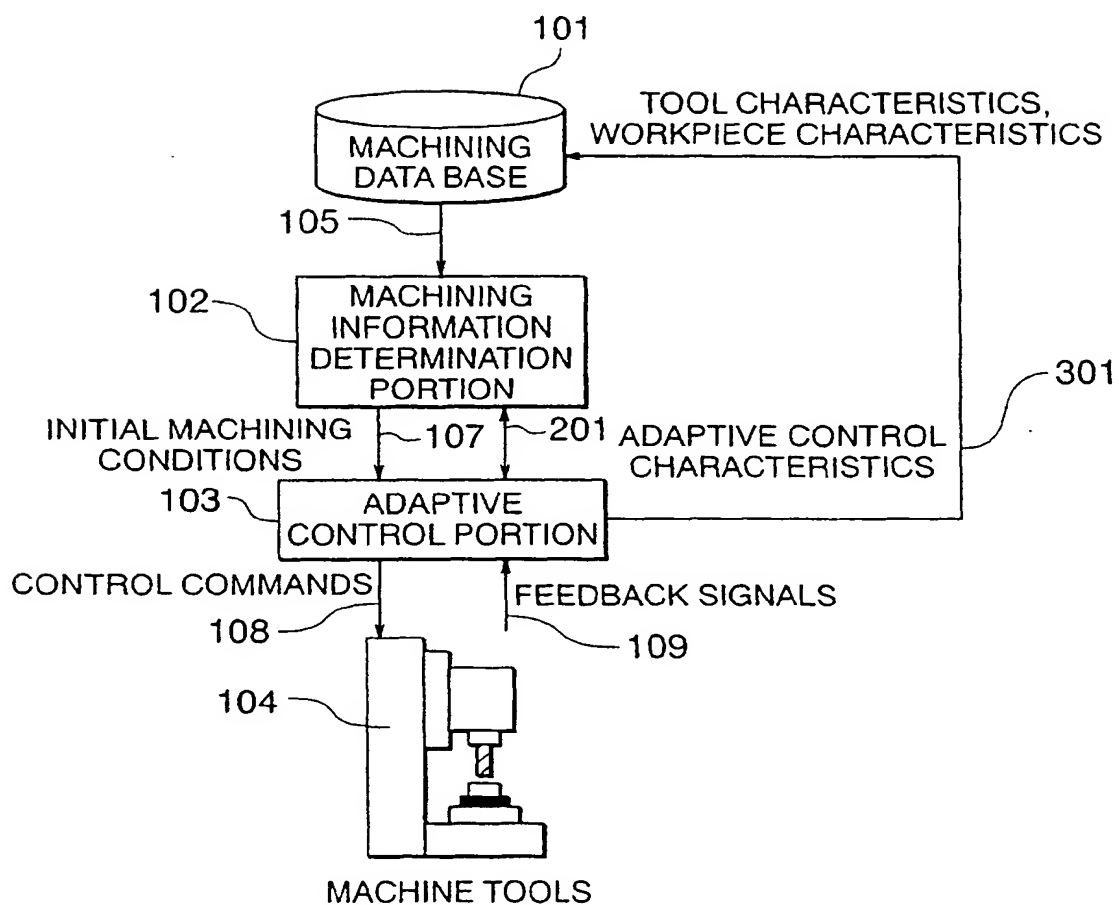 101
TOOL CHARACTERISTICS,
WORKPIECE CHARACTERISTICS
MACHINING
DATA BASE
105
102
MACHINING
INFORMATION
DETERMINATION
PORTION
301
INITIAL MACHINING
CONDITIONS
107
201
ADAPTIVE CONTROL
CHARACTERISTICS
103
ADAPTIVE
CONTROL PORTION
CONTROL COMMANDS
108
FEEDBACK SIGNALS
109
104
MACHINE TOOLS